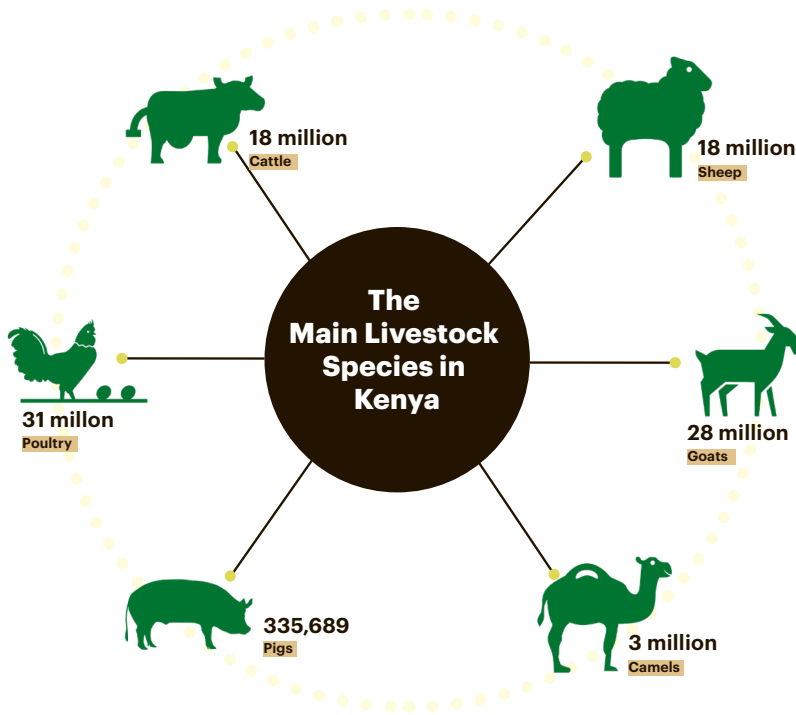 18 million
Cattle
18 million
Sheep
The
Main Livestock
Species in
Kenya
31 millon
Poultry
28 million
Goats
335,689
Pigs
3 million
Camels